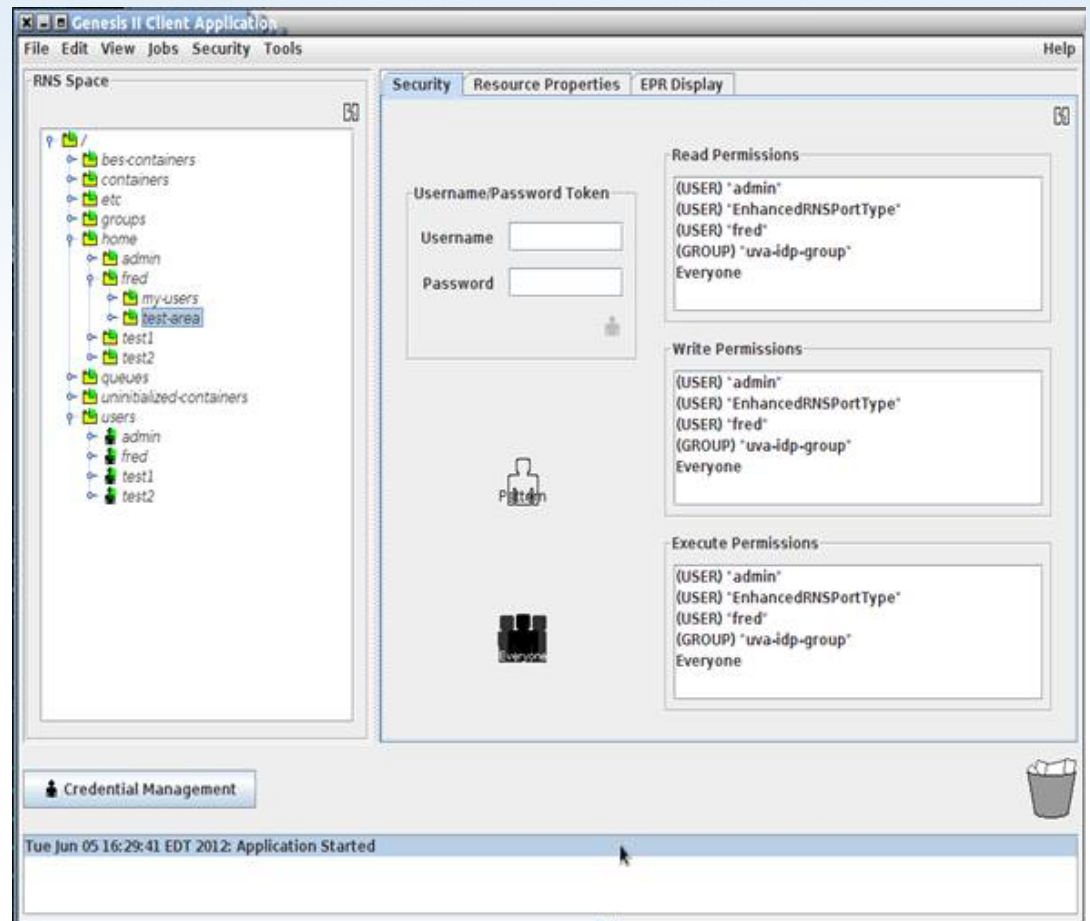 Genesis II Client Application
File Edit View Jobs Security Tools Help
RNS Space
/
bes-containers
containers
etc
groups
home
admin
fred
my-users
test-area
test1
test2
queues
uninitialized-containers
users
admin
fred
test1
test2
Security Resource Properties EPR Display
Username/Password Token
Username
Password
Pattern
Everyone
Read Permissions
(USER) "admin"
(USER) "EnhancedRNSPortType"
(USER) "fred"
(GROUP) "uva-idp-group"
Everyone
Write Permissions
(USER) "admin"
(USER) "EnhancedRNSPortType"
(USER) "fred"
(GROUP) "uva-idp-group"
Everyone
Execute Permissions
(USER) "admin"
(USER) "EnhancedRNSPortType"
(USER) "fred"
(GROUP) "uva-idp-group"
Everyone
Credential Management
Tue Jun 05 16:29:41 EDT 2012: Application Started